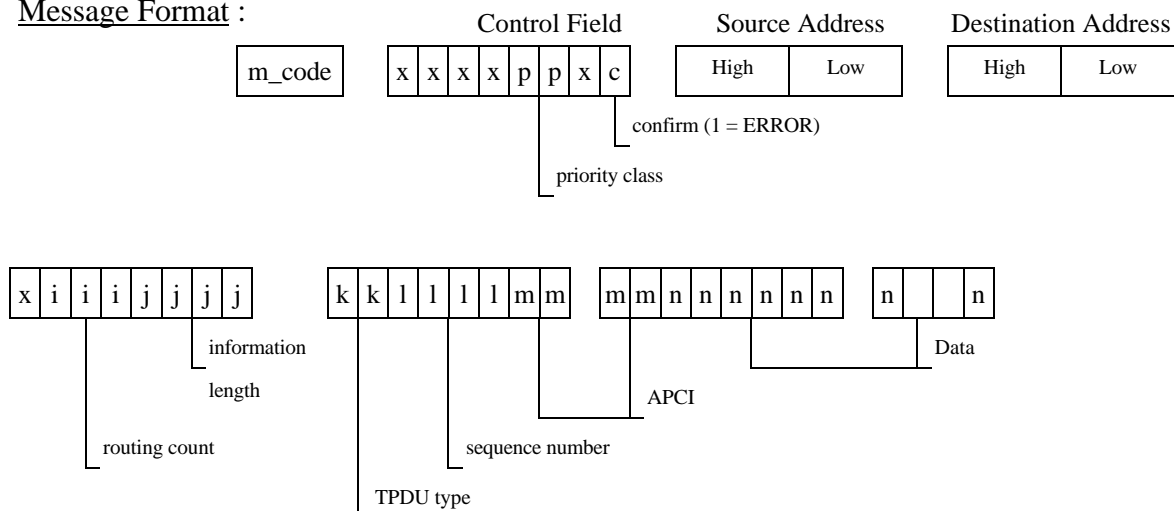 Message Format :
Control Field Source Address Destination Address
m_code x x x x p p x c High Low High Low
confirm (1 = ERROR)
priority class
x i i i j j j j k k l l l l m m m m n n n n n n n n
information
length
Data
APCI
routing count
sequence number
TPDU type